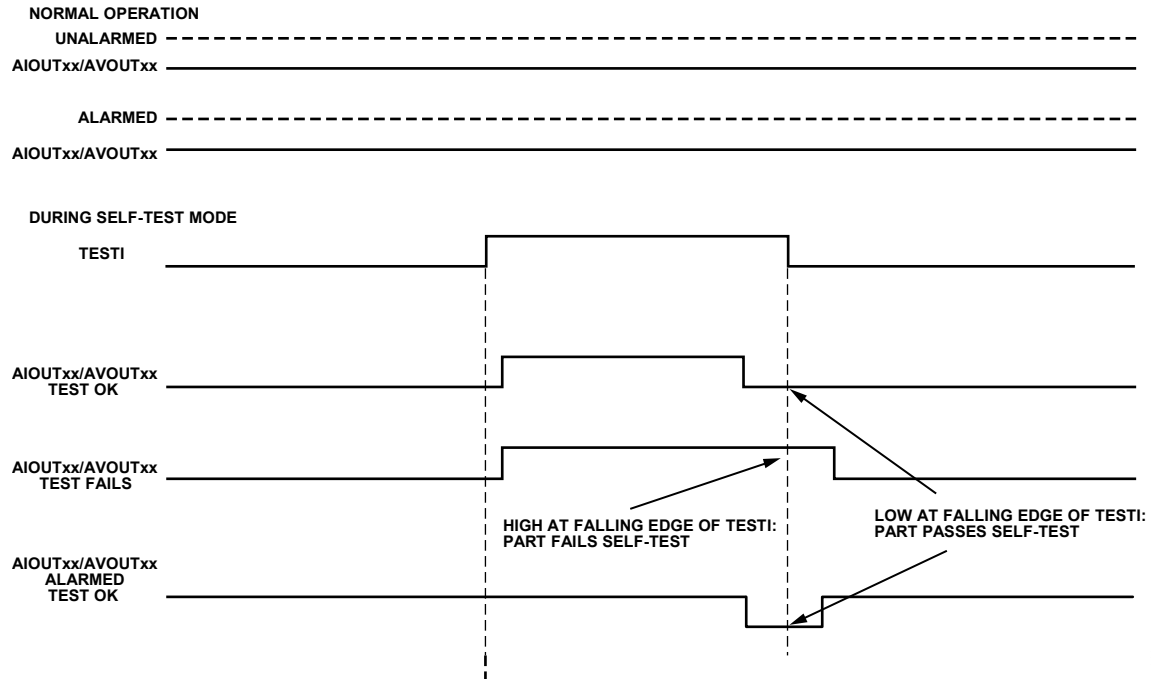 NORMAL OPERATION
UNALARMED
AIOUTxx/AVOUTxx
ALARMED
AIOUTxx/AVOUTxx
DURING SELF-TEST MODE
TESTI
AIOUTxx/AVOUTxx
TEST OK
AIOUTxx/AVOUTxx
TEST FAILS
HIGH AT FALLING EDGE OF TESTI:
PART FAILS SELF-TEST
LOW AT FALLING EDGE OF TESTI:
PART PASSES SELF-TEST
AIOUTxx/AVOUTxx
ALARMED
TEST OK